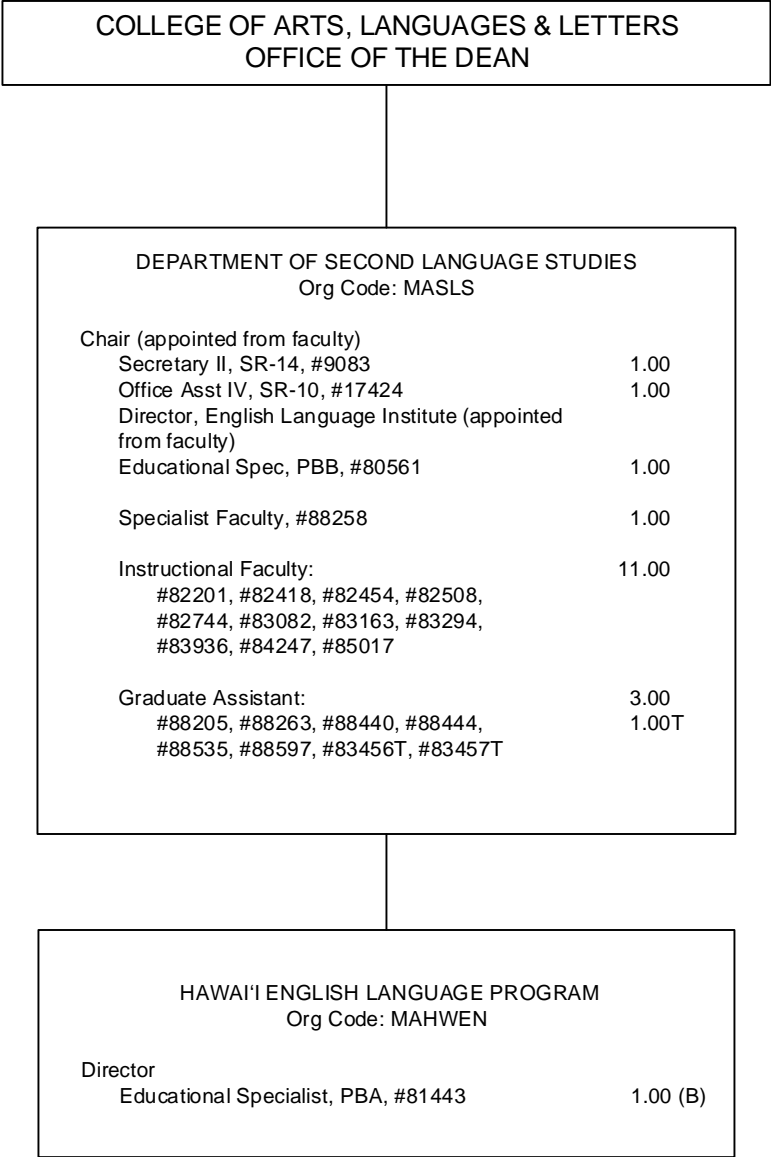 COLLEGE OF ARTS, LANGUAGES & LETTERS
OFFICE OF THE DEAN
DEPARTMENT OF SECOND LANGUAGE STUDIES
Org Code: MASLS
Chair (appointed from faculty)
Secretary II, SR-14, #9083 1.00
Office Asst IV, SR-10, #17424 1.00
Director, English Language Institute (appointed
from faculty)
Educational Spec, PBB, #80561 1.00
Specialist Faculty, #88258 1.00
Instructional Faculty: 11.00
#82201, #82418, #82454, #82508,
#82744, #83082, #83163, #83294,
#83936, #84247, #85017
Graduate Assistant: 3.00
#88205, #88263, #88440, #88444, 1.00T
#88535, #88597, #83456T, #83457T
HAWAI‘I ENGLISH LANGUAGE PROGRAM
Org Code: MAHWEN
Director
Educational Specialist, PBA, #81443 1.00 (B)